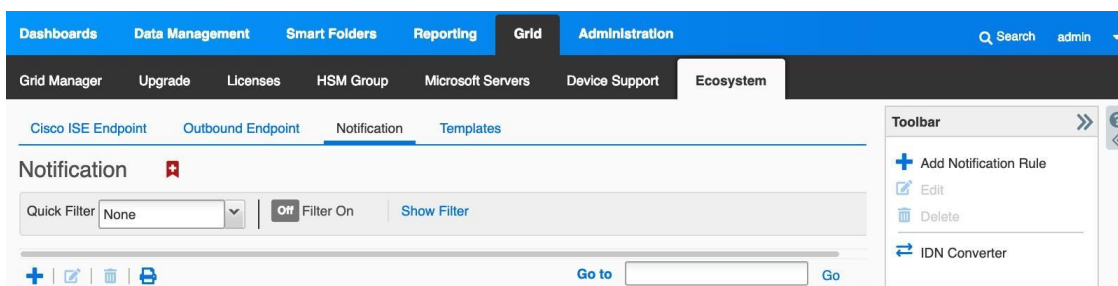 Dashboards Data Management Smart Folders Reporting Grid Administration Search admin
Grid Manager Upgrade Licenses HSM Group Microsoft Servers Device Support Ecosystem
Cisco ISE Endpoint Outbound Endpoint Notification Templates
Notification
Quick Filter None Off Filter On Show Filter
Go to Go
Toolbar
Add Notification Rule
Edit
Delete
IDN Converter